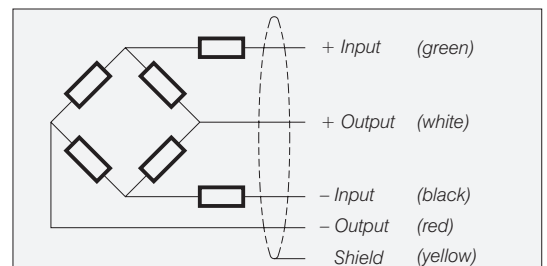 + Input (green)
+ Output (white)
– Input (black)
– Output (red)
Shield (yellow)